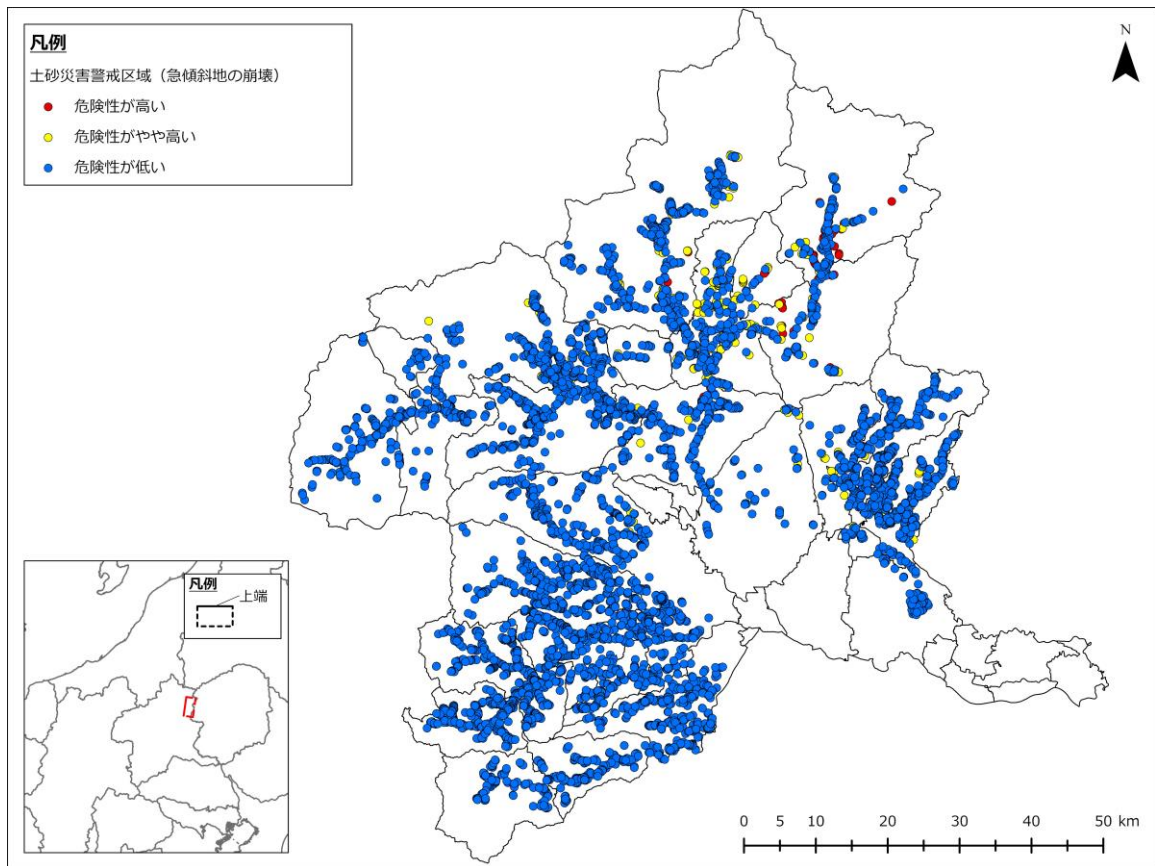 凡例
土砂災害警戒区域（急傾斜地の崩壊）
危険性が高い
危険性がやや高い
危険性が低い
N
凡例
上端
0 5 10 20 30 40 50 km